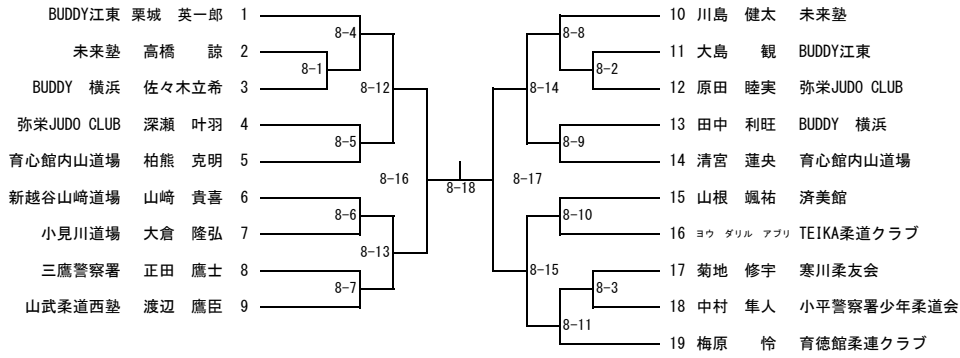 BUDDY江東 栗城 英一郎 1
8-4
未来塾 高橋 諒 2
8-1
BUDDY 横浜 佐々木立希 3
8-12
弥栄JUDO CLUB 深瀬 叶羽 4
8-5
育心館内山道場 柏熊 克明 5
8-16
新越谷山﨑道場 山﨑 貴喜 6
8-6
小見川道場 大倉 隆弘 7
8-13
三鷹警察署 正田 鷹士 8
8-7
山武柔道西塾 渡辺 鷹臣 9
8-18
10 川島 健太 未来塾
8-8
11 大島 観 BUDDY江東
8-2
12 原田 睦実 弥栄JUDO CLUB
8-14
13 田中 利旺 BUDDY 横浜
8-9
14 清宮 蓮央 育心館内山道場
8-17
15 山根 颯祐 済美館
8-10
16 ヨウ ダリル アブリ TEIKA柔道クラブ
8-15
17 菊地 修宇 寒川柔友会
8-3
18 中村 隼人 小平警察署少年柔道会
8-11
19 梅原 怜 育徳館柔連クラブ